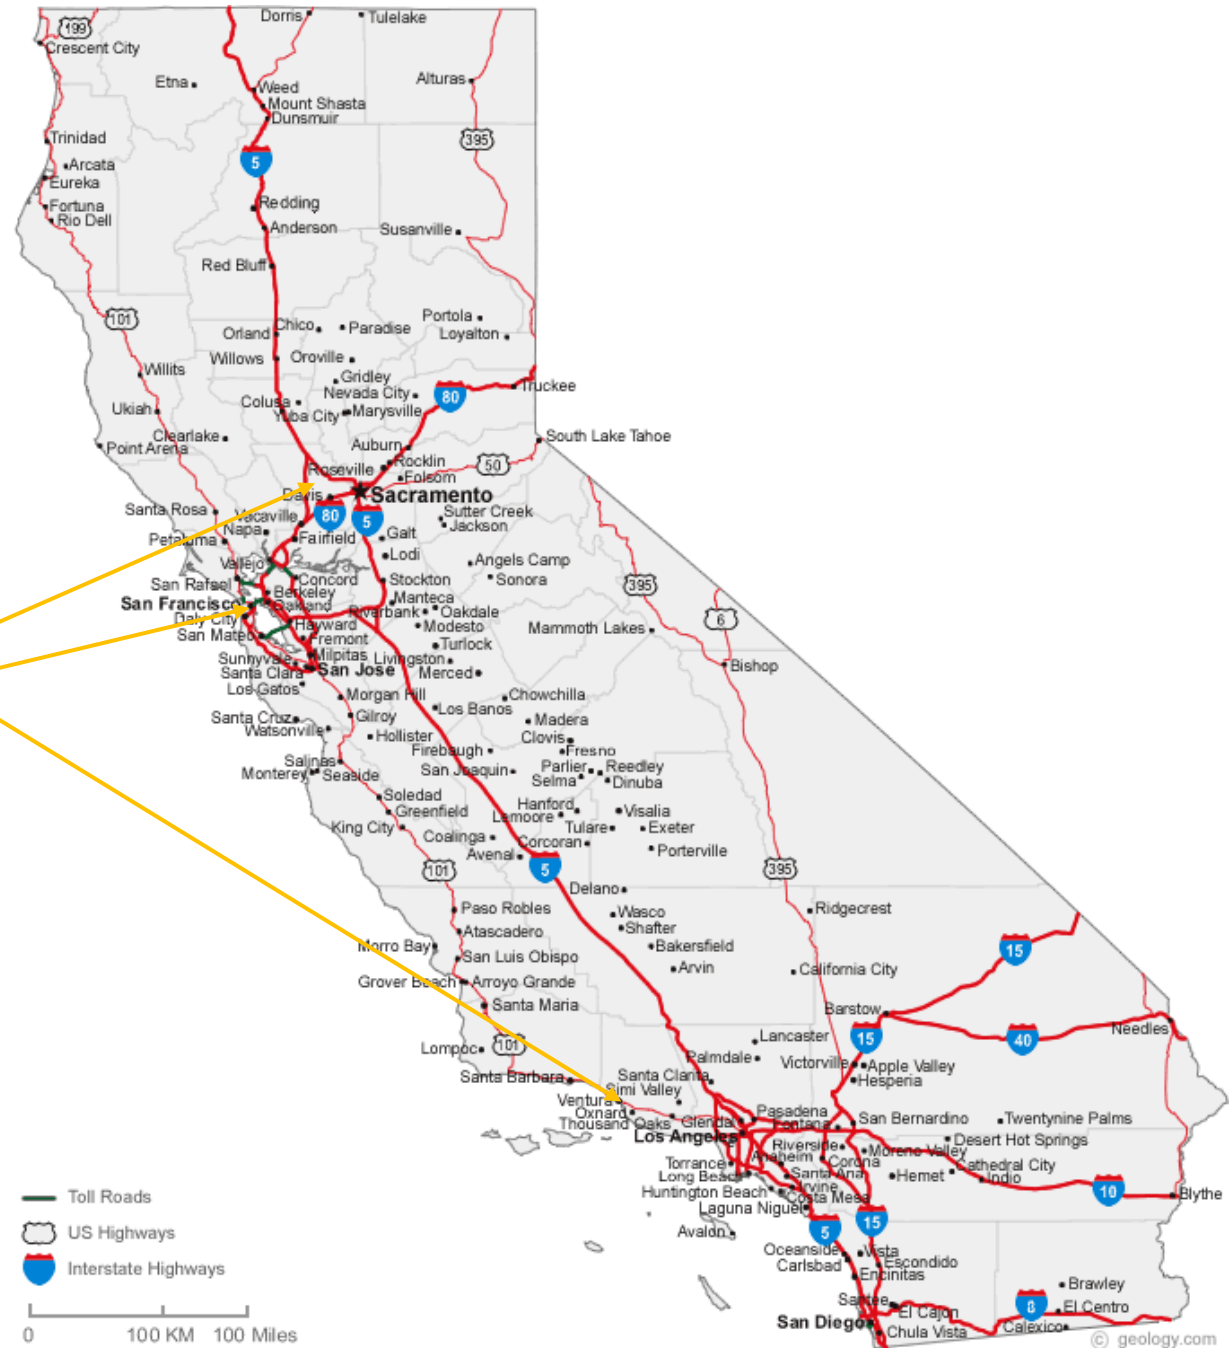 199
Dorris
Tulelake
Crescent City
Etna
Alturas
Weed
Mount Shasta
Dunsmuir
Trinidad
395
Arcata
5
Eureka
Fortuna
Redding
Rio Dell
Anderson
Susanville
Red Bluff
101
Portola
Orland
Chico
Paradise
Loyalton
Willows
Oroville
Willits
Gridley
Nevada City
80
Truckee
Colusa
Yuba City
Marysville
Ukiah
Clearlake
Point Arena
Auburn
South Lake Tahoe
Roseville
Rocklin
50
Folsom
Davis
Sacramento
Santa Rosa
Vacaville
80
5
Sutter Creek
Jackson
Napa
Petaluma
Fairfield
Galt
Lodi
Vallejo
Angels Camp
San Rafael
Concord
Stockton
Sonora
395
Berkeley
San Francisco
Oakland
Manteca
Riverbank
Oakdale
Daly City
Hayward
Modesto
6
San Mateo
Fremont
Mammoth Lakes
Turlock
Sunnyvale
Milpitas
Livingston
Santa Clara
San Jose
Merced
Bishop
Los Gatos
Morgan Hill
Chowchilla
Los Banos
Santa Cruz
Gilroy
Madera
Watsonville
Hollister
Clovis
Firebaugh
Fresno
Salinas
San Joaquin
Parlier
Reedley
Monterey
Seaside
Selma
Dinuba
Soledad
Greenfield
Hanford
Lemoore
Visalia
King City
Tulare
Exeter
Coalinga
Corcoran
Avenal
Porterville
101
5
395
Delano
Paso Robles
Wasco
Ridgecrest
Atascadero
Shafter
Morro Bay
Bakersfield
15
San Luis Obispo
Arvin
California City
Grover Beach
Arroyo Grande
Santa Maria
Barstow
Needles
Lompoc
101
Lancaster
15
40
Palmdale
Victorville
Apple Valley
Santa Barbara
Santa Clarita
Hesperia
Simi Valley
Ventura
Oxnard
Pasadena
San Bernardino
Twentynine Palms
Thousand Oaks
Glendale
Fontana
Los Angeles
Riverside
Moreno Valley
Desert Hot Springs
Anaheim
Corona
Cathedral City
Torrance
Santa Ana
Hemet
Indio
Long Beach
Irvine
Huntington Beach
Costa Mesa
10
Blythe
Laguna Niguel
Toll Roads
US Highways
Avalon
5
15
Oceanside
Vista
Interstate Highways
Carlsbad
Escondido
Encinitas
Brawley
Santee
El Cajon
8
El Centro
San Diego
Chula Vista
Calexico
0 100 KM 100 Miles
© geology.com